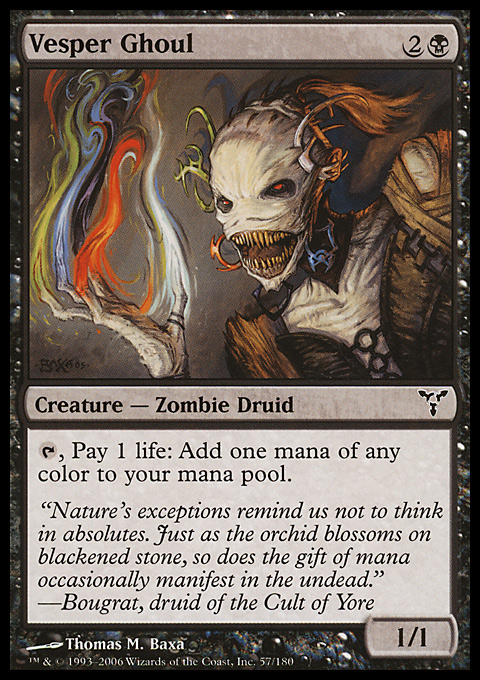 Vesper Ghoul 2
BAXA 05
Creature — Zombie Druid
, Pay 1 life: Add one mana of any
color to your mana pool.
“Nature’s exceptions remind us not to think
in absolutes. Just as the orchid blossoms on
blackened stone, so does the gift of mana
occasionally manifest in the undead.”
—Bougrat, druid of the Cult of Yore
Thomas M. Baxa
1/1
™ & © 1993–2006 Wizards of the Coast, Inc. 57/180